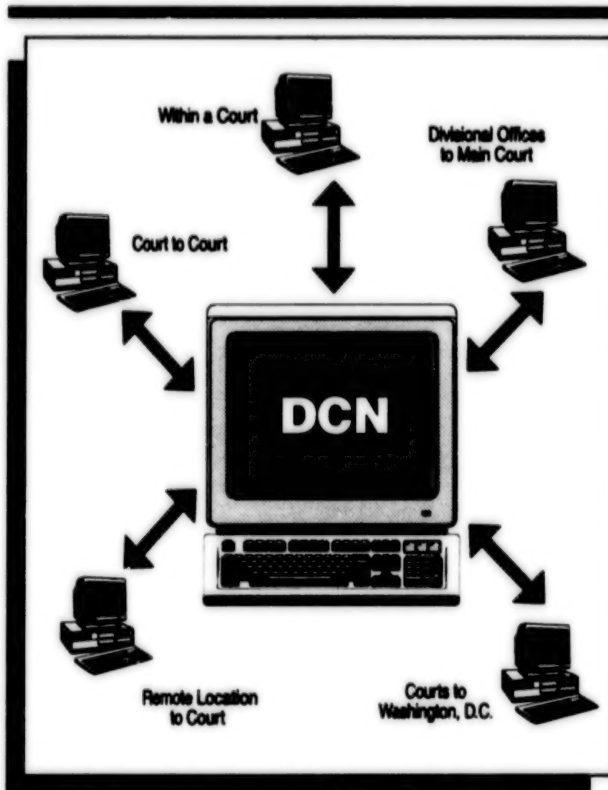 Within a Court
Divisional Offices
to Main Court
Court to Court
DCN
Remote Location
to Court
Courts to
Washington, D.C.